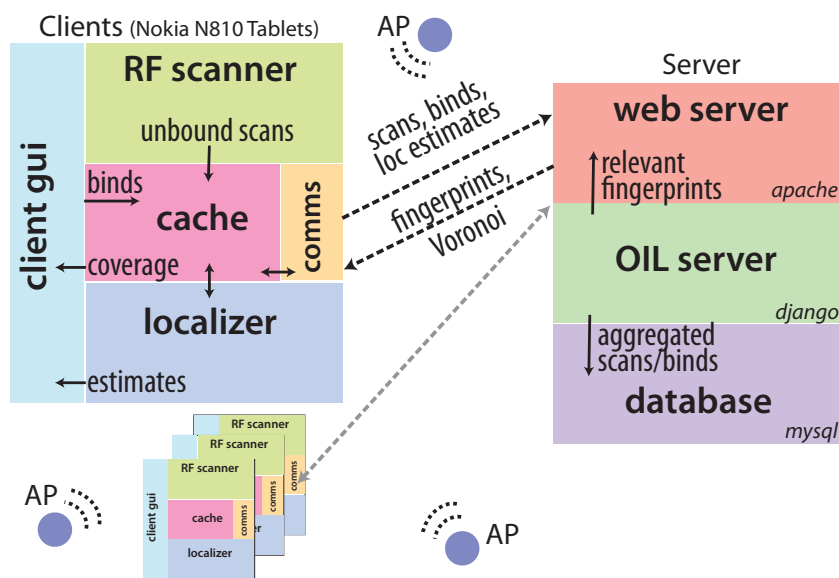 Clients (Nokia N810 Tablets)
AP
RF scanner
unbound scans
client gui
binds
cache
comms
coverage
localizer
estimates
scans, binds,
loc estimates
fingerprints,
Voronoi
Server
web server
relevant
fingerprints
apache
OIL server
django
aggregated
scans/binds
database
mysql
RF scanner
comms
RF scanner
comms
RF scanner
client gui
cache
comms
localizer
AP
AP